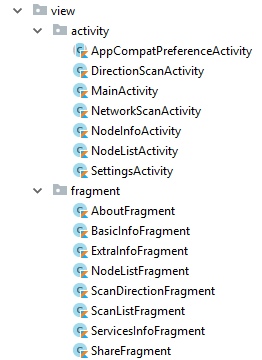 view
activity
AppCompatPreferenceActivity
DirectionScanActivity
MainActivity
NetworkScanActivity
NodeInfoActivity
NodeListActivity
SettingsActivity
fragment
AboutFragment
BasicInfoFragment
ExtraInfoFragment
NodeListFragment
ScanDirectionFragment
ScanListFragment
ServicesInfoFragment
ShareFragment